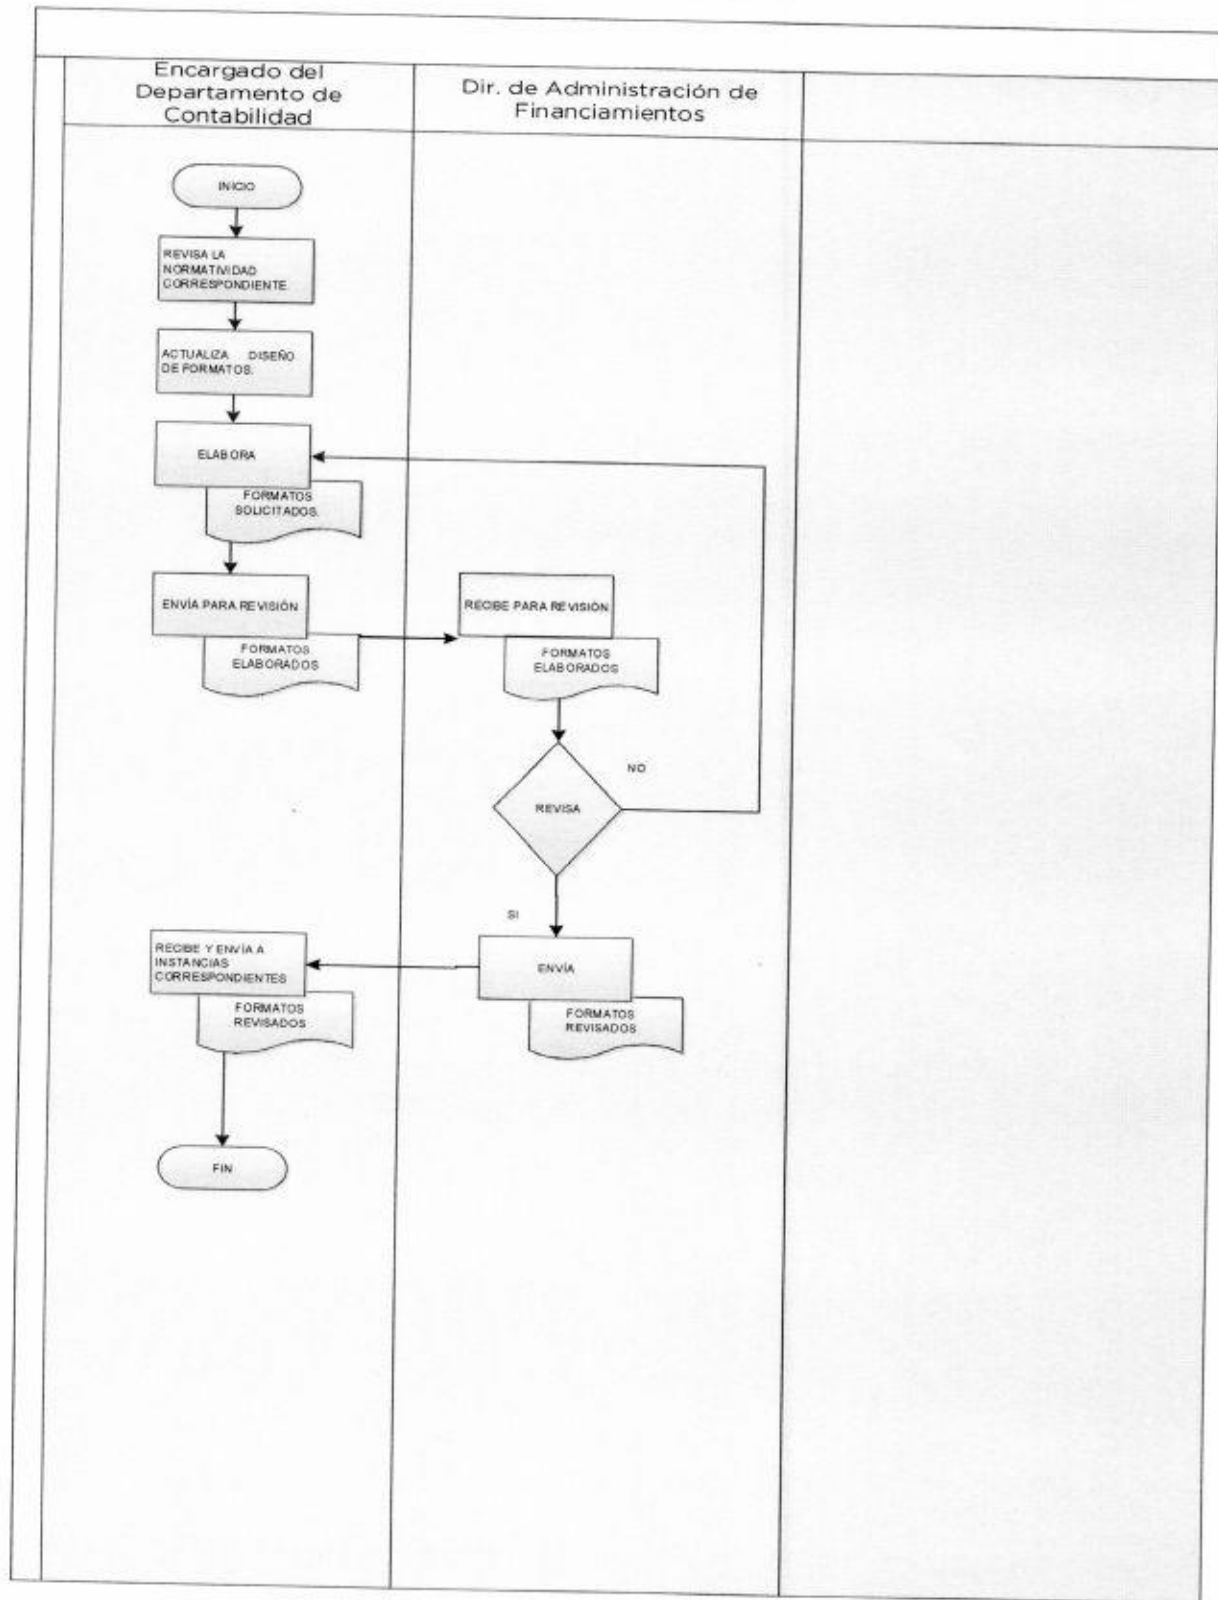 Encargado del
Departamento de
Contabilidad
Dir. de Administración de
Financiamientos
INICIO
REVISA LA
NORMATIVIDAD
CORRESPONDIENTE.
ACTUALIZA DISEÑO
DE FORMATOS.
ELABORA
FORMATOS
SOLICITADOS.
ENVÍA PARA REVISIÓN
FORMATOS
ELABORADOS
RECIBE PARA REVISIÓN
FORMATOS
ELABORADOS
NO
REVISA
SI
ENVÍA
FORMATOS
REVISADOS
RECIBE Y ENVÍA A
INSTANCIAS
CORRESPONDIENTES
FORMATOS
REVISADOS
FIN